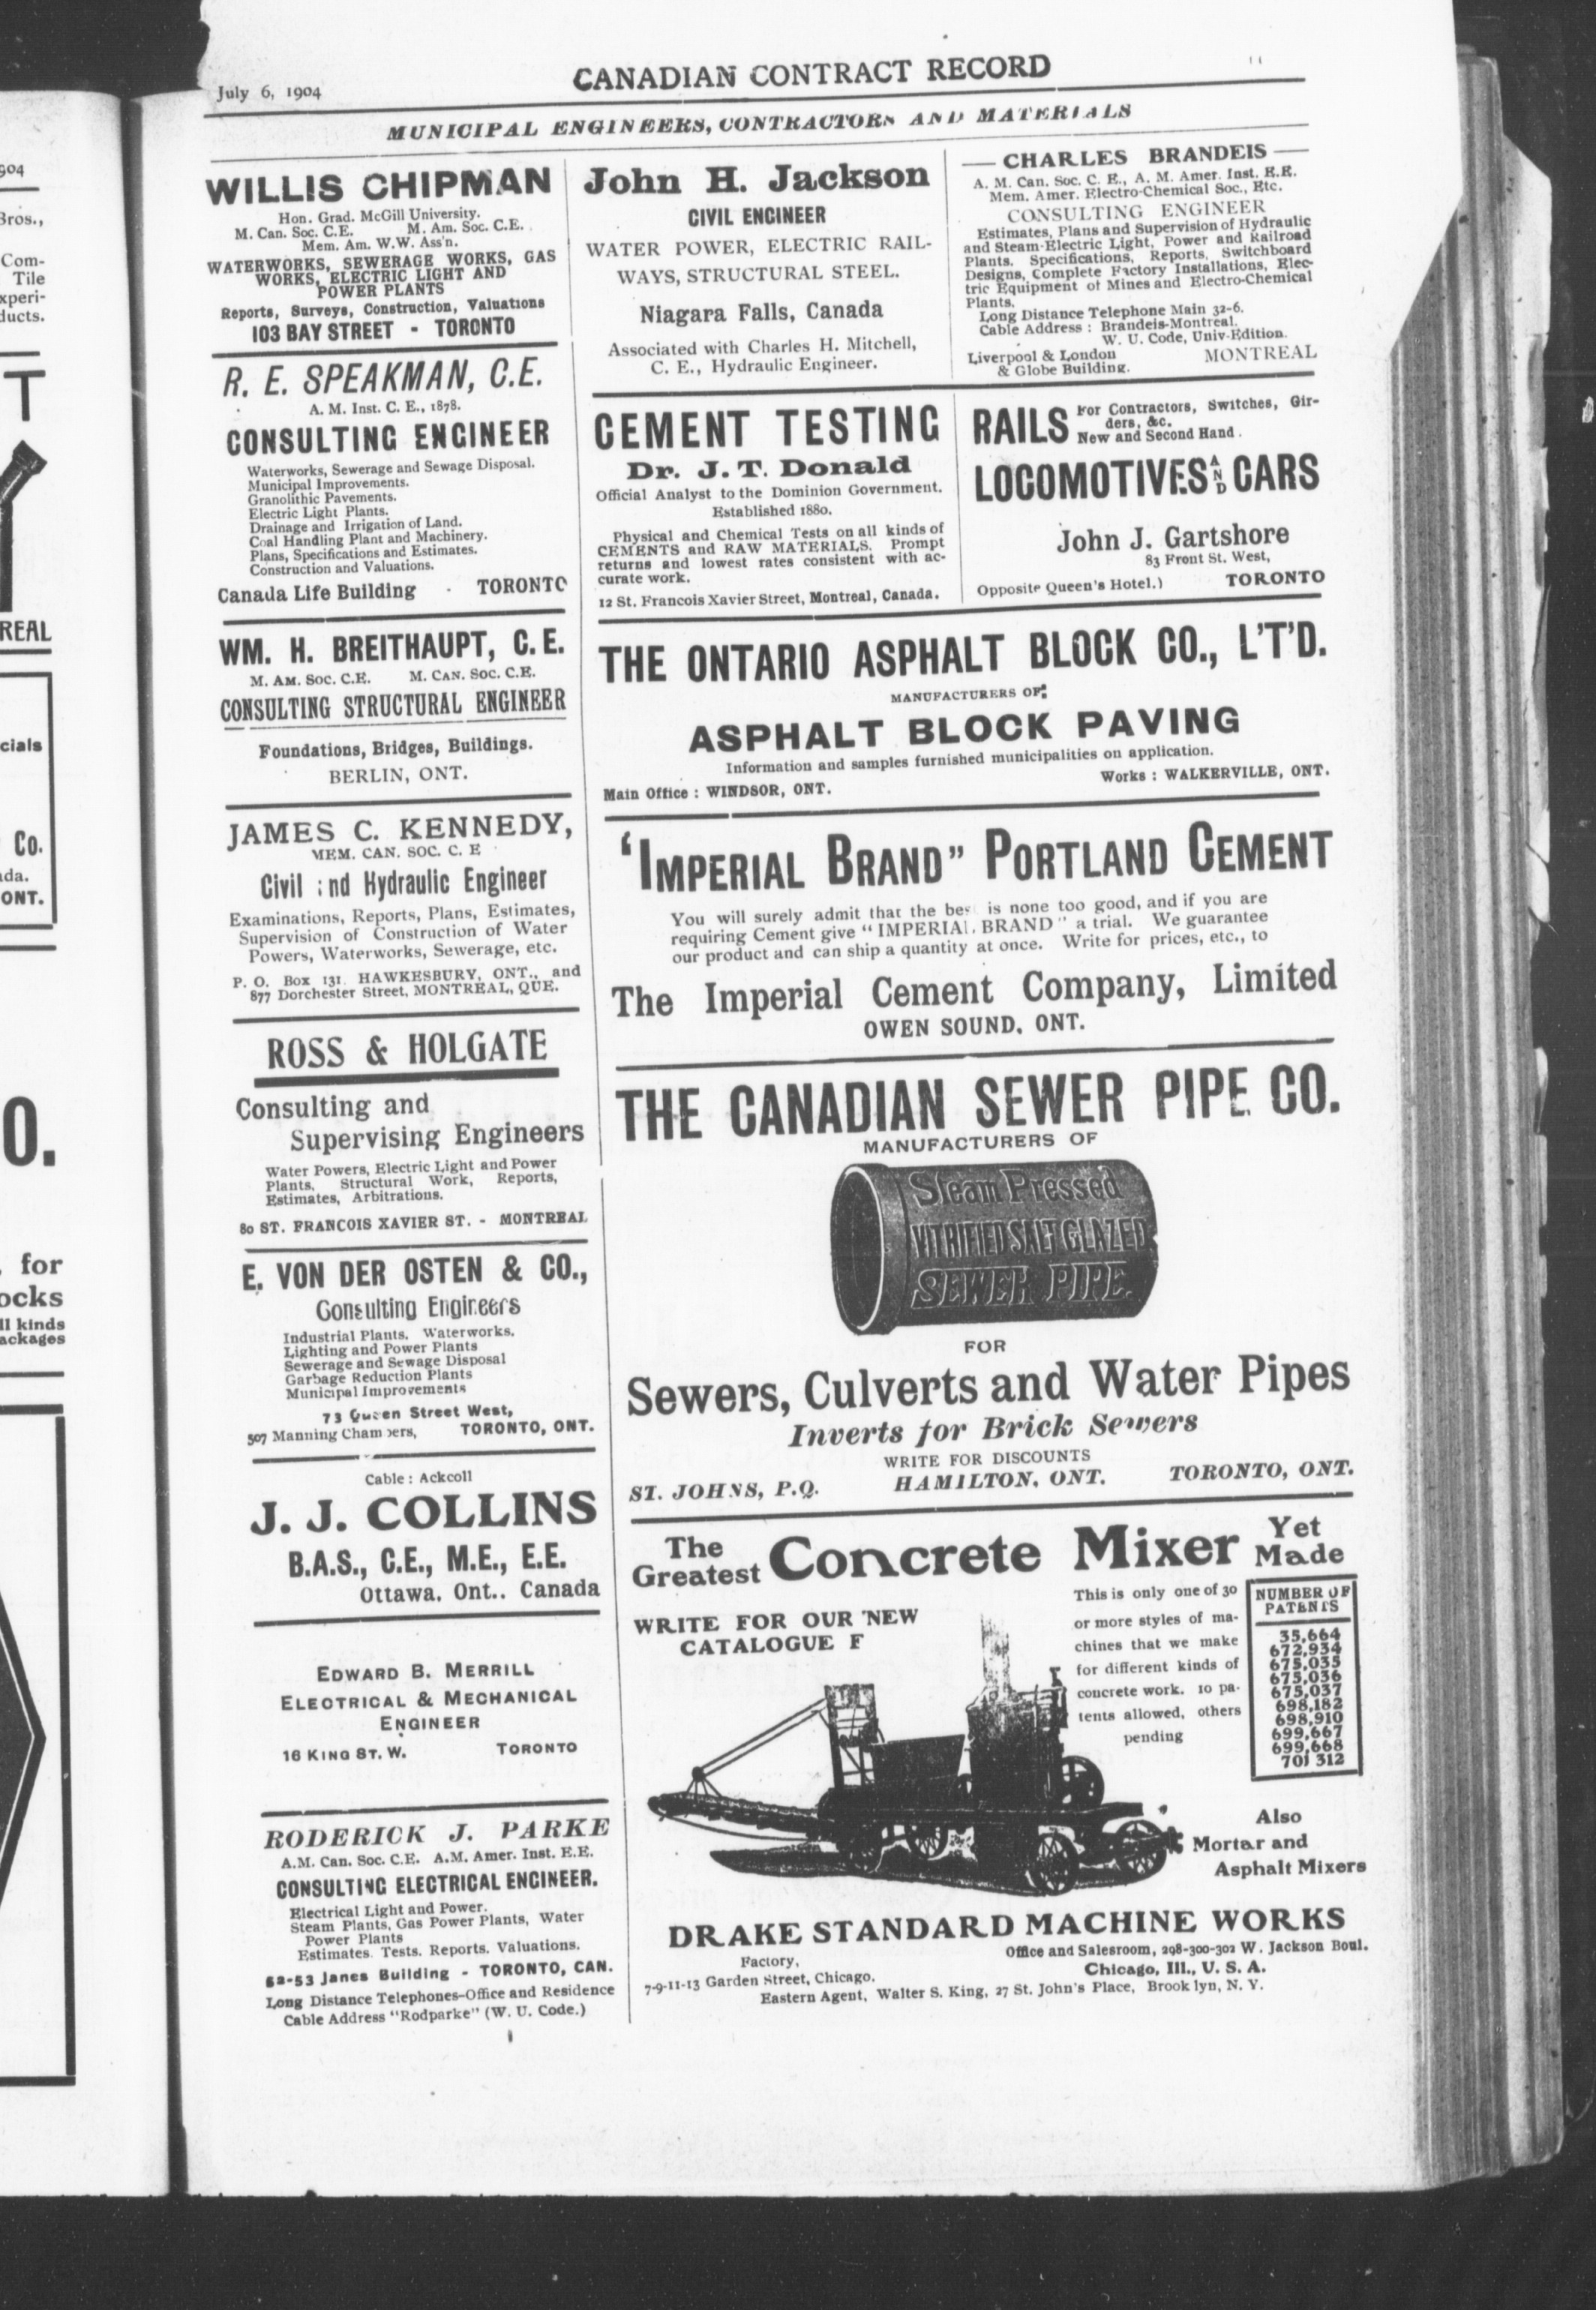 904
Bros.,
Com-
Tile
xperi-
ducts.
T
REAL
cials
Co.
ada.
ONT.
O.
, for
ocks
ll kinds
ackages
July 6, 1904
CANADIAN CONTRACT RECORD
11
MUNICIPAL ENGINEERS, CONTRACTORS AND MATERIALS
WILLIS CHIPMAN
Hon. Grad. McGill University.
M. Can. Soc. C.E. M. Am. Soc. C.E.
Mem. Am. W.W. Ass'n.
WATERWORKS, SEWERAGE WORKS, GAS
WORKS, ELECTRIC LIGHT AND
POWER PLANTS
Reports, Surveys, Construction, Valuations
103 BAY STREET - TORONTO
R. E. SPEAKMAN, C.E.
A. M. Inst. C. E., 1878.
CONSULTING ENGINEER
Waterworks, Sewerage and Sewage Disposal.
Municipal Improvements.
Granolithic Pavements.
Electric Light Plants.
Drainage and Irrigation of Land.
Coal Handling Plant and Machinery.
Plans, Specifications and Estimates.
Construction and Valuations.
Canada Life Building - TORONTO
WM. H. BREITHAUPT, C.E.
M. AM. SOC. C.E. M. CAN. SOC. C.E.
CONSULTING STRUCTURAL ENGINEER
Foundations, Bridges, Buildings.
BERLIN, ONT.
JAMES C. KENNEDY,
MEM. CAN. SOC. C. E
Civil and Hydraulic Engineer
Examinations, Reports, Plans, Estimates,
Supervision of Construction of Water
Powers, Waterworks, Sewerage, etc.
P. O. Box 131. HAWKESBURY, ONT., and
877 Dorchester Street, MONTREAL, QUE.
ROSS & HOLGATE
Consulting and
Supervising Engineers
Water Powers, Electric Light and Power
Plants, Structural Work, Reports,
Estimates, Arbitrations.
80 ST. FRANCOIS XAVIER ST. - MONTREAL
E. VON DER OSTEN & CO.,
Consulting Engineers
Industrial Plants. Waterworks.
Lighting and Power Plants
Sewerage and Sewage Disposal
Garbage Reduction Plants
Municipal Improvements
73 Queen Street West,
507 Manning Chambers, TORONTO, ONT.
Cable: Ackcoll
J. J. COLLINS
B.A.S., C.E., M.E., E.E.
Ottawa, Ont.. Canada
EDWARD B. MERRILL
ELECTRICAL & MECHANICAL
ENGINEER
16 KING ST. W. TORONTO
RODERICK J. PARKE
A.M. Can. Soc. C.E. A.M. Amer. Inst. E.E.
CONSULTING ELECTRICAL ENGINEER.
Electrical Light and Power.
Steam Plants, Gas Power Plants, Water
Power Plants
Estimates. Tests. Reports. Valuations.
52-53 Janes Building - TORONTO, CAN.
Long Distance Telephones-Office and Residence
Cable Address "Rodparke" (W. U. Code.)
John H. Jackson
CIVIL ENGINEER
WATER POWER, ELECTRIC RAIL-
WAYS, STRUCTURAL STEEL.
Niagara Falls, Canada
Associated with Charles H. Mitchell,
C. E., Hydraulic Engineer.
CHARLES BRANDEIS
A. M. Can. Soc. C. E., A. M. Amer. Inst. E.E.
Mem. Amer. Electro-Chemical Soc., Etc.
CONSULTING ENGINEER
Estimates, Plans and Supervision of Hydraulic
and Steam-Electric Light, Power and Railroad
Plants. Specifications, Reports, Switchboard
Designs, Complete Factory Installations, Elec-
tric Equipment of Mines and Electro-Chemical
Plants.
Long Distance Telephone Main 32-6.
Cable Address : Brandeis-Montreal.
W. U. Code, Univ-Edition.
Liverpool & London
& Globe Building. MONTREAL
CEMENT TESTING
Dr. J. T. Donald
Official Analyst to the Dominion Government.
Established 1880.
Physical and Chemical Tests on all kinds of
CEMENTS and RAW MATERIALS. Prompt
returns and lowest rates consistent with ac-
curate work.
12 St. Francois Xavier Street, Montreal, Canada.
RAILS For Contractors, Switches, Gir-
ders, &c.
New and Second Hand.
LOCOMOTIVES AND CARS
John J. Gartshore
83 Front St. West,
Opposite Queen's Hotel.) TORONTO
THE ONTARIO ASPHALT BLOCK CO., L'T'D.
MANUFACTURERS OF
ASPHALT BLOCK PAVING
Information and samples furnished municipalities on application.
Main Office : WINDSOR, ONT. Works : WALKERVILLE, ONT.
'IMPERIAL BRAND" PORTLAND CEMENT
You will surely admit that the best is none too good, and if you are
requiring Cement give "IMPERIAL BRAND" a trial. We guarantee
our product and can ship a quantity at once. Write for prices, etc., to
The Imperial Cement Company, Limited
OWEN SOUND, ONT.
THE CANADIAN SEWER PIPE CO.
MANUFACTURERS OF
Steam Pressed
VITRIFIED SALT GLAZED
SEWER PIPE.
FOR
Sewers, Culverts and Water Pipes
Inverts for Brick Sewers
WRITE FOR DISCOUNTS
ST. JOHNS, P.Q. HAMILTON, ONT. TORONTO, ONT.
The Greatest Concrete Mixer Yet Made
WRITE FOR OUR NEW
CATALOGUE F
This is only one of 30
or more styles of ma-
chines that we make
for different kinds of
concrete work. 10 pa-
tents allowed, others
pending
NUMBER OF
PATENTS
35,664
672,934
675,035
675,036
675,037
698,182
698,910
699,667
699,668
701 312
Also
Mortar and
Asphalt Mixers
DRAKE STANDARD MACHINE WORKS
Factory,
7-9-11-13 Garden Street, Chicago.
Office and Salesroom, 298-300-302 W. Jackson Boul.
Chicago, Ill., U. S. A.
Eastern Agent, Walter S. King, 27 St. John's Place, Brooklyn, N. Y.